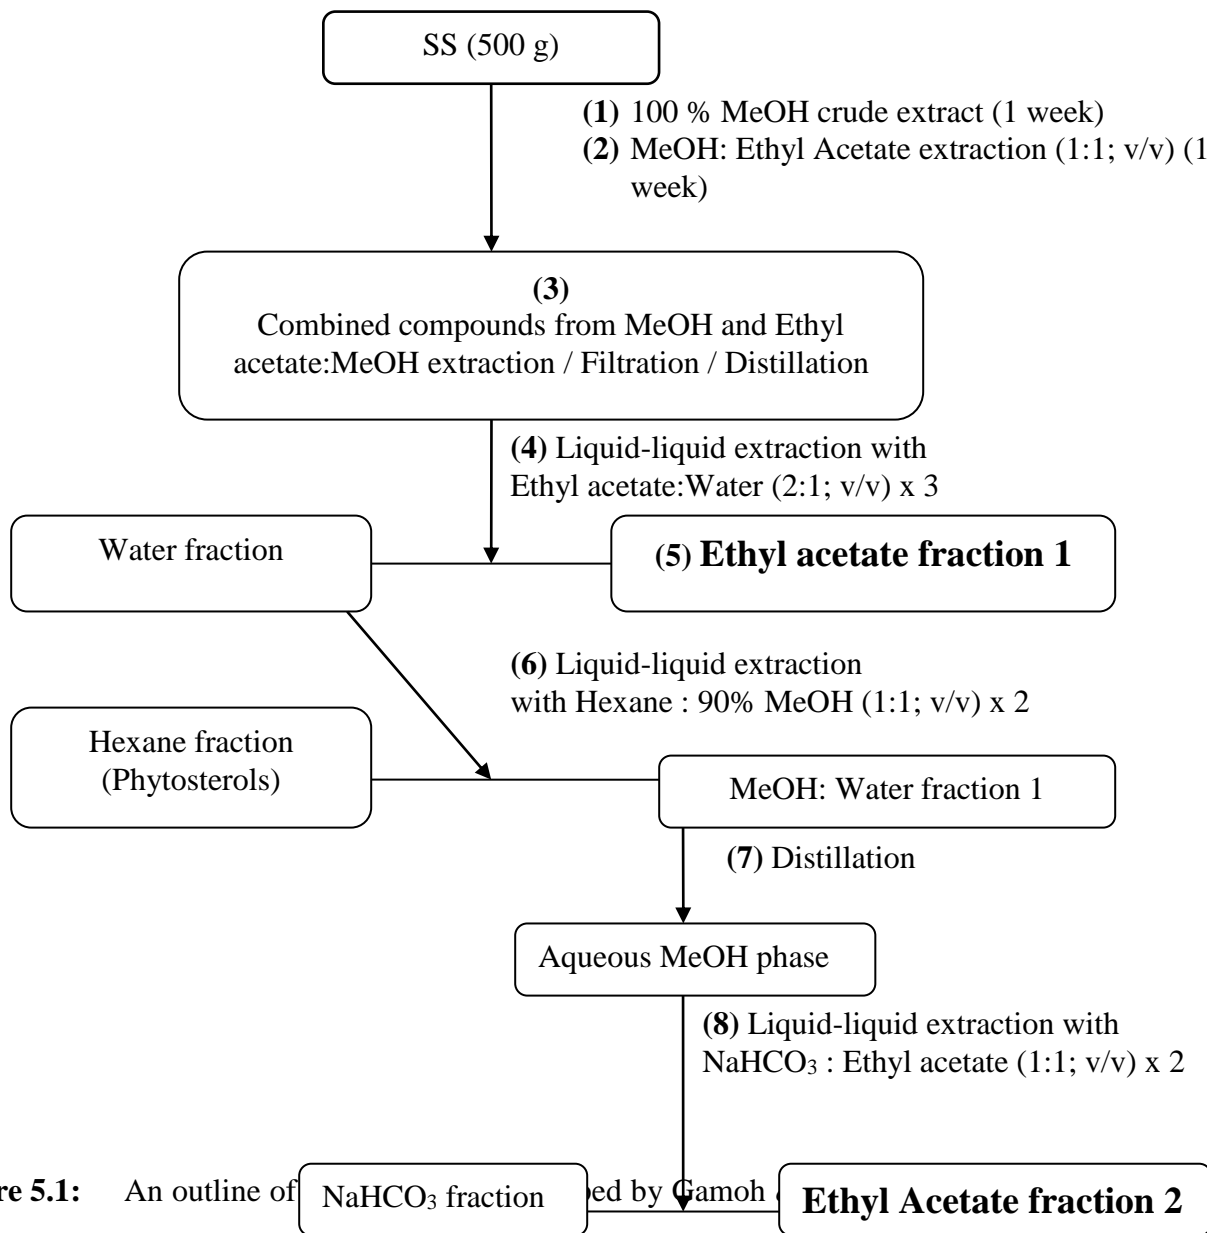 SS (500 g)
(1) 100 % MeOH crude extract (1 week)
(2) MeOH: Ethyl Acetate extraction (1:1; v/v) (1
week)
(3)
Combined compounds from MeOH and Ethyl
acetate:MeOH extraction / Filtration / Distillation
(4) Liquid-liquid extraction with
Ethyl acetate:Water (2:1; v/v) x 3
Water fraction
(5) Ethyl acetate fraction 1
(6) Liquid-liquid extraction
with Hexane : 90% MeOH (1:1; v/v) x 2
Hexane fraction
(Phytosterols)
MeOH: Water fraction 1
(7) Distillation
Aqueous MeOH phase
(8) Liquid-liquid extraction with
NaHCO₃ : Ethyl acetate (1:1; v/v) x 2
5.1: An outline of by Gamoh
NaHCO₃ fraction
Ethyl Acetate fraction 2